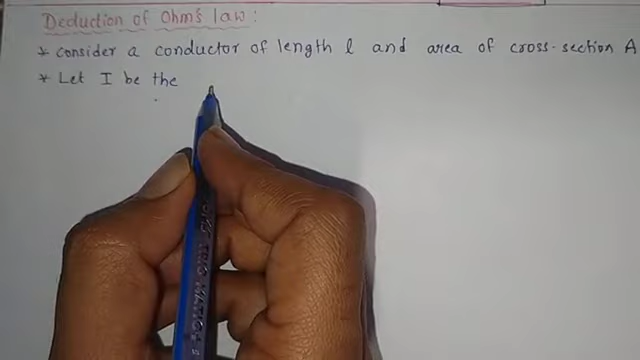 Deduction of Ohm's law :
* Consider a conductor of length l and area of cross-section A
* Let I be the